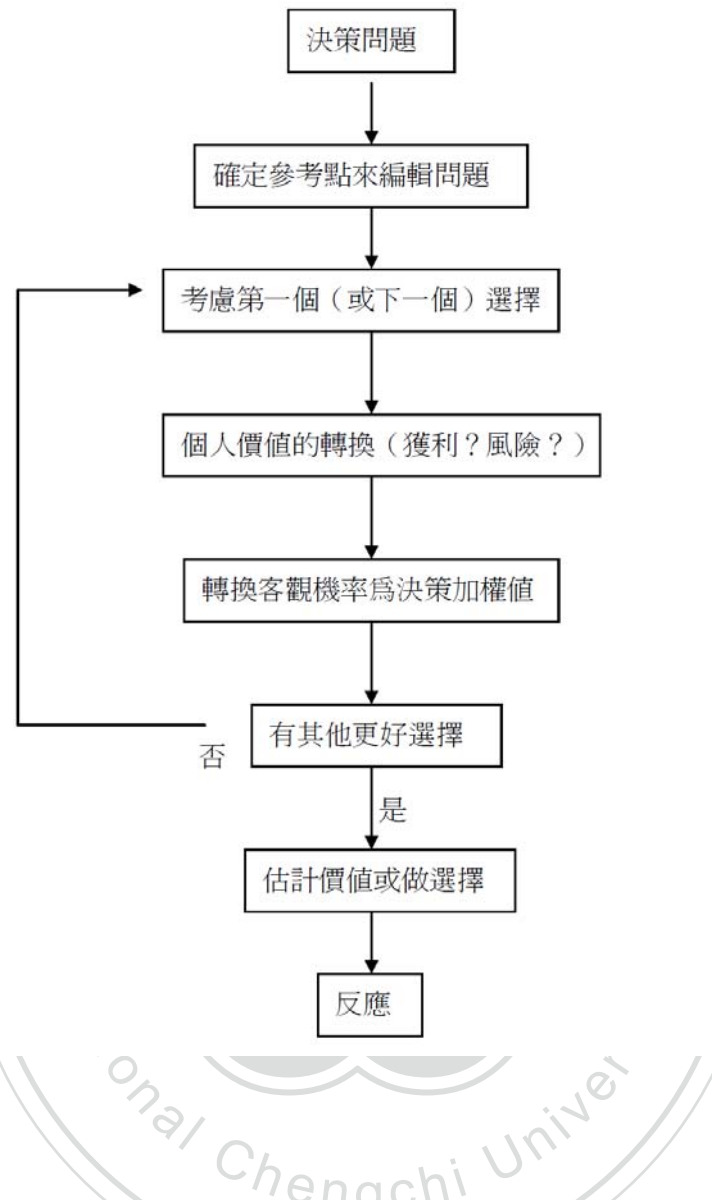 決策問題
確定參考點來編輯問題
考慮第一個（或下一個）選擇
個人價值的轉換（獲利？風險？）
轉換客觀機率為決策加權值
有其他更好選擇
否
是
估計價值或做選擇
反應
onal Chengchi Univer